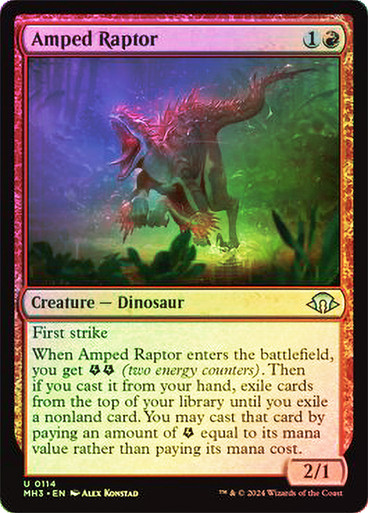 Amped Raptor 1
Creature — Dinosaur
First strike
When Amped Raptor enters the battlefield,
you get (two energy counters). Then
if you cast it from your hand, exile cards
from the top of your library until you exile
a nonland card. You may cast that card by
paying an amount of equal to its mana
value rather than paying its mana cost.
2/1
U 0114
MH3 • EN Alex Konstad
™ & © 2024 Wizards of the Coast